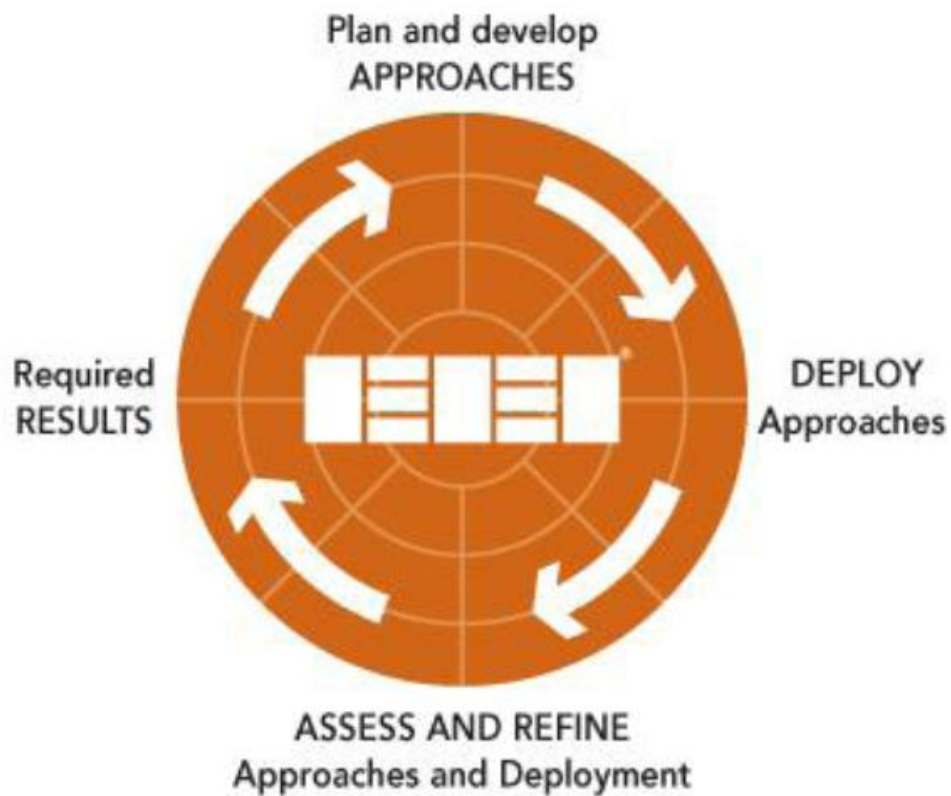 Plan and develop
APPROACHES
Required
RESULTS
DEPLOY
Approaches
ASSESS AND REFINE
Approaches and Deployment